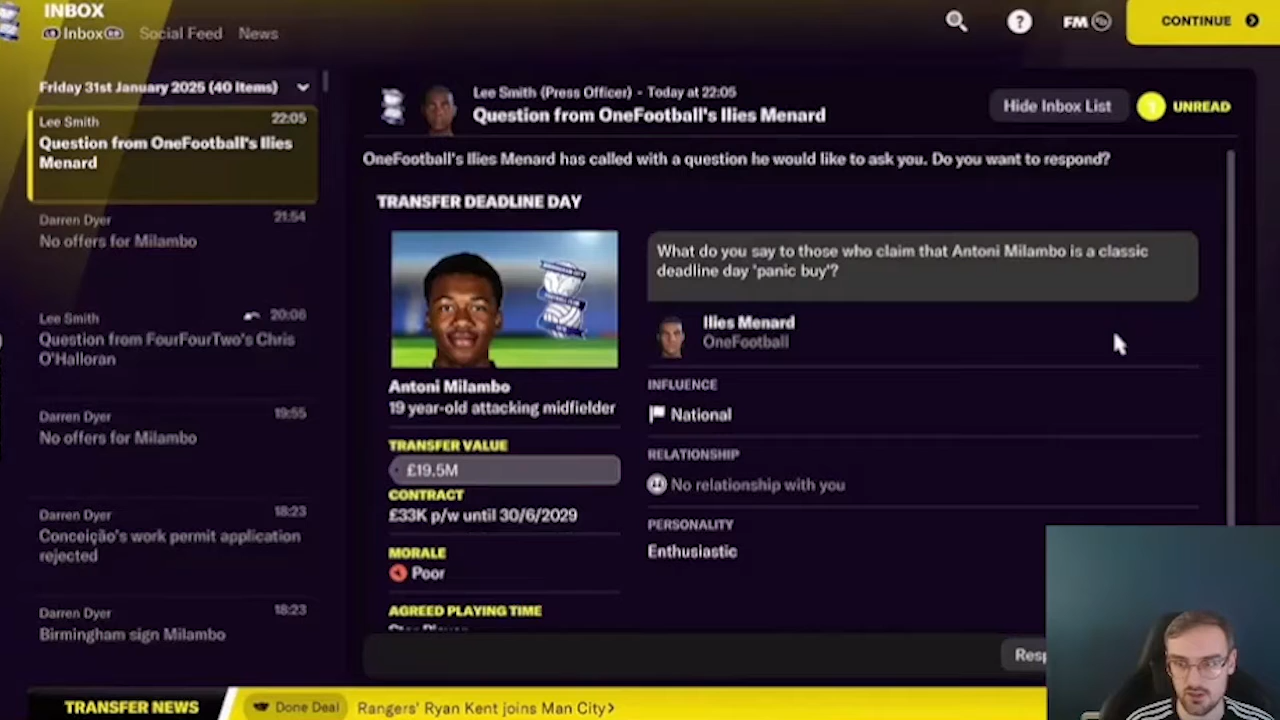 INBOX
Inbox
Social Feed
News
FM
CONTINUE
Friday 31st January 2025 (40 items)
Lee Smith
22:05
Question from OneFootball's Ilies
Menard
Darren Dyer
21:54
No offers for Milambo
Lee Smith
20:06
Question from FourFourTwo's Chris
O'Halloran
Darren Dyer
19:55
No offers for Milambo
Darren Dyer
18:23
Conceição's work permit application
rejected
Darren Dyer
18:23
Birmingham sign Milambo
Lee Smith (Press Officer) - Today at 22:05
Question from OneFootball's Ilies Menard
Hide Inbox List
1
UNREAD
OneFootball's Ilies Menard has called with a question he would like to ask you. Do you want to respond?
TRANSFER DEADLINE DAY
What do you say to those who claim that Antoni Milambo is a classic
deadline day 'panic buy'?
Ilies Menard
OneFootball
INFLUENCE
National
RELATIONSHIP
No relationship with you
PERSONALITY
Enthusiastic
Antoni Milambo
19 year-old attacking midfielder
TRANSFER VALUE
£19.5M
CONTRACT
£33K p/w until 30/6/2029
MORALE
Poor
AGREED PLAYING TIME
Star Player
Resp
TRANSFER NEWS
Done Deal
Rangers' Ryan Kent joins Man City>